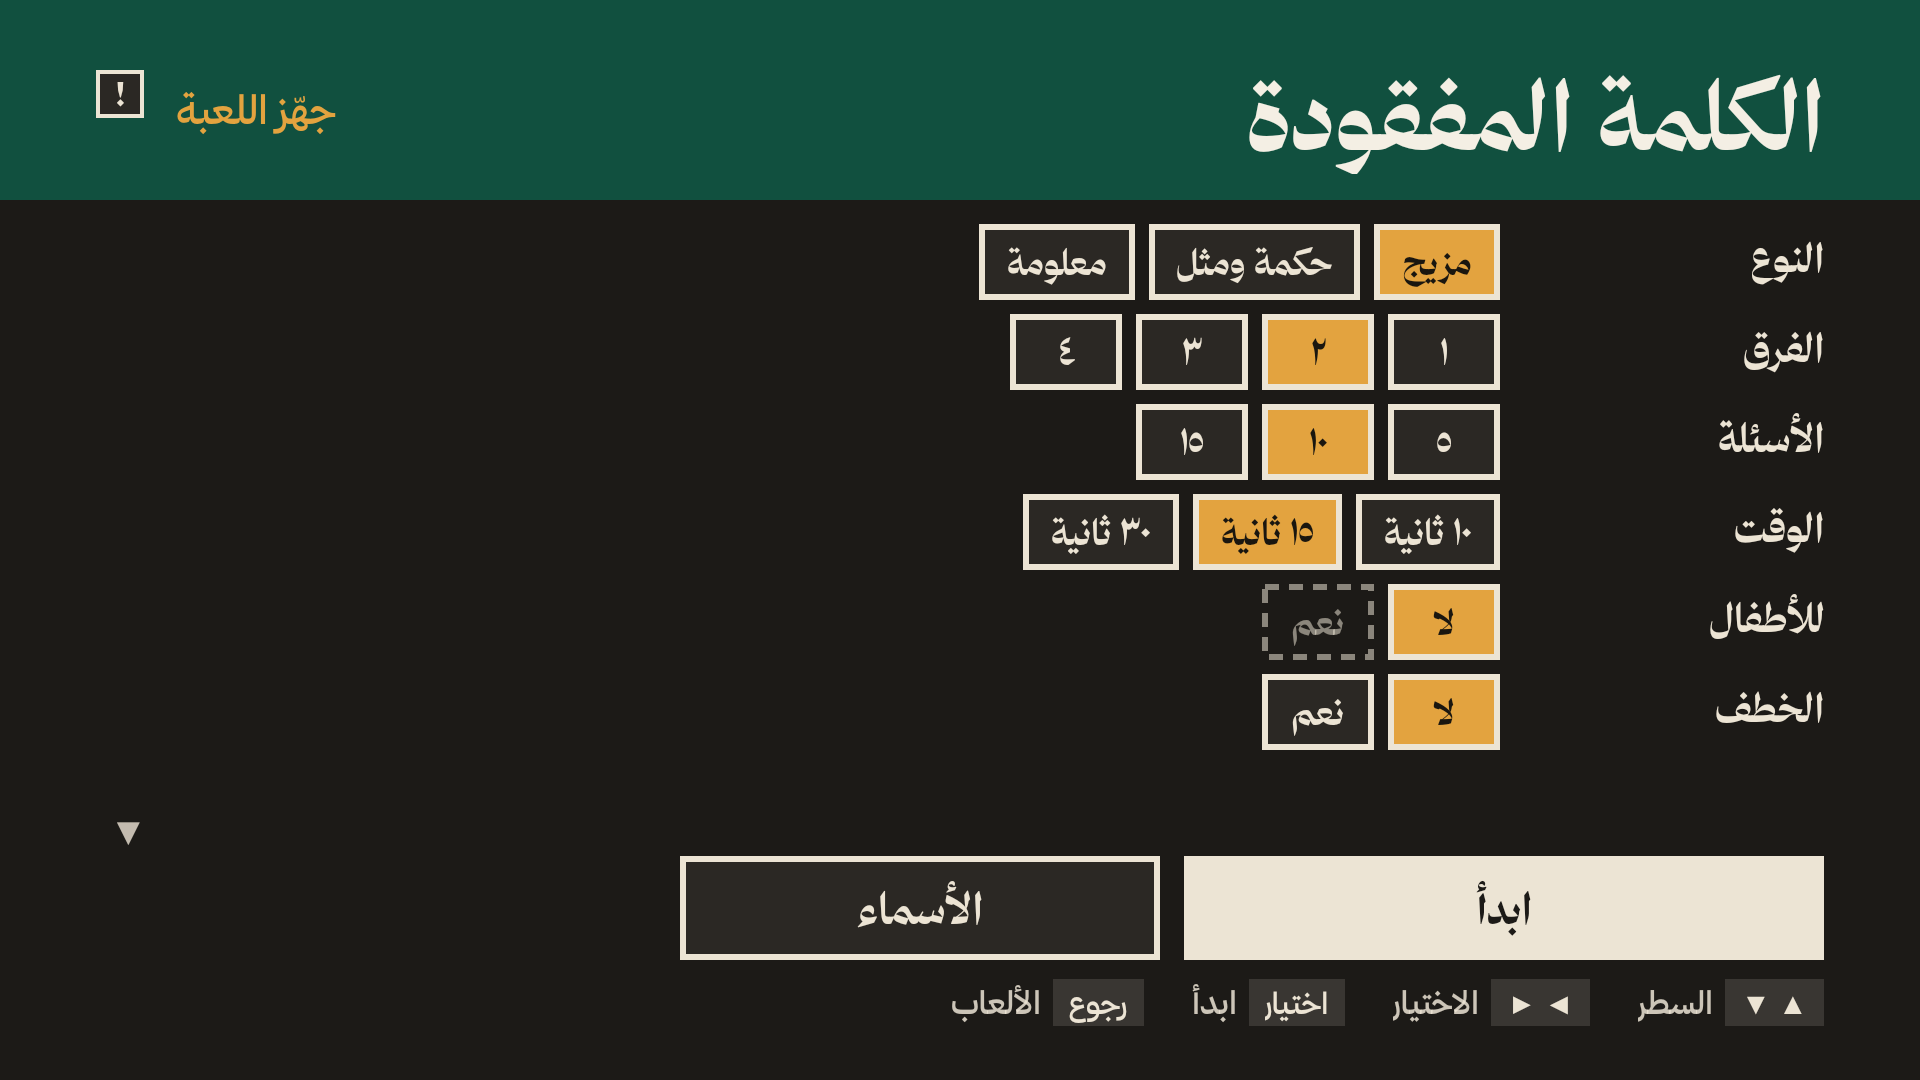 الكلمة المفقودة
جهّز اللعبة !
النوع مزيج حكمة ومثل معلومة
الفرق ١ ٢ ٣ ٤
الأسئلة ٥ ١٠ ١٥
الوقت ١٠ ثانية ١٥ ثانية ٣٠ ثانية
للأطفال لا نعم
الخطف لا نعم
▼
ابدأ الأسماء
▲ ▼ السطر ◄ ► الاختيار اختيار ابدأ رجوع الألعاب